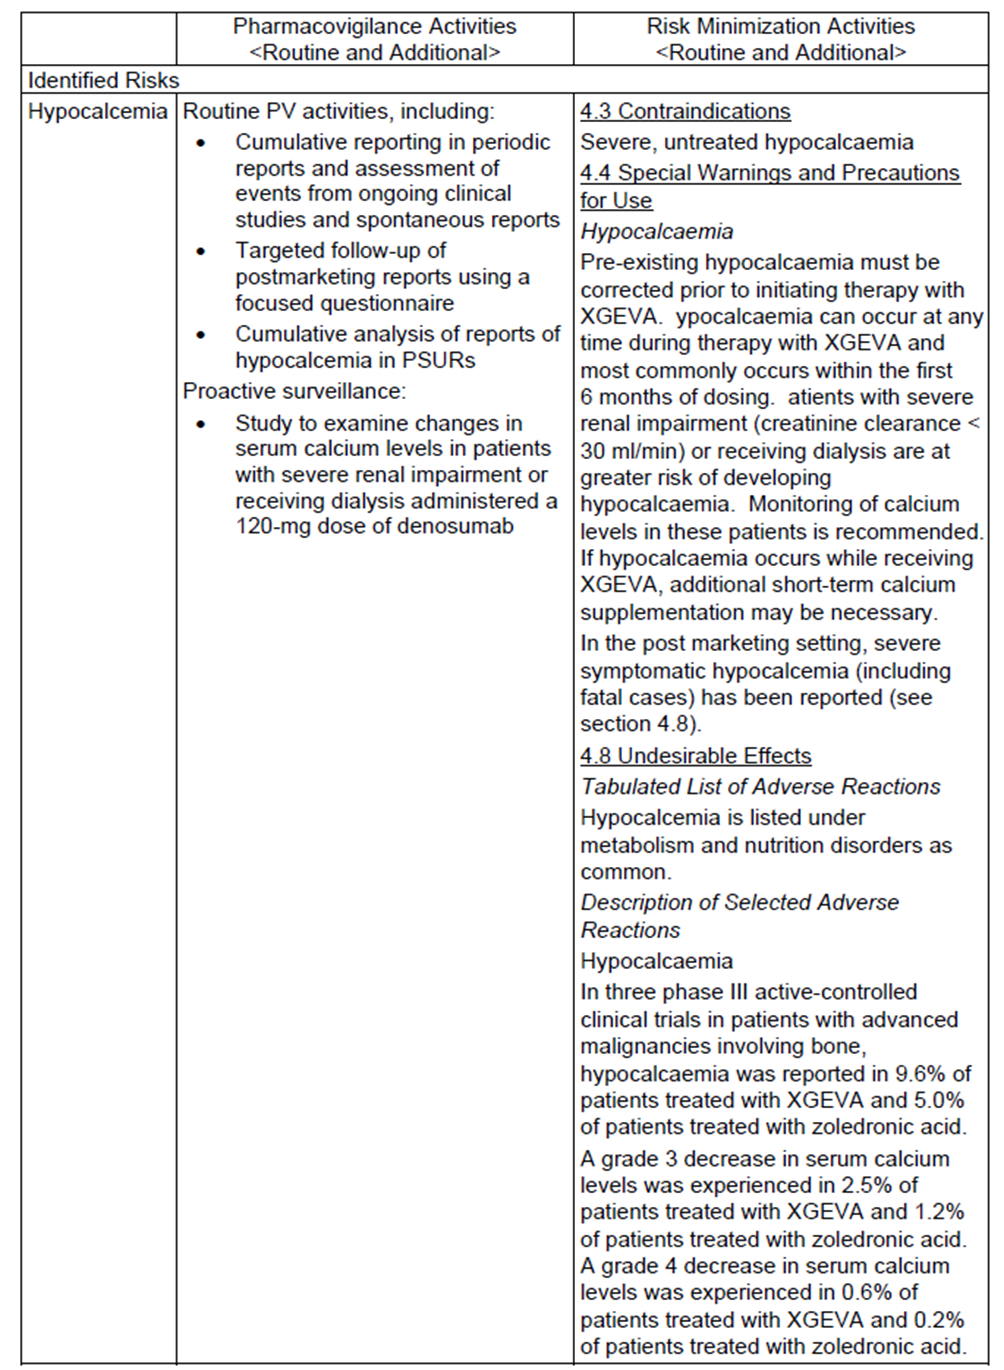 Pharmacovigilance Activities
<Routine and Additional>
Risk Minimization Activities
<Routine and Additional>
Identified Risks
Hypocalcemia
Routine PV activities, including:
• Cumulative reporting in periodic
reports and assessment of
events from ongoing clinical
studies and spontaneous reports
• Targeted follow-up of
postmarketing reports using a
focused questionnaire
• Cumulative analysis of reports of
hypocalcemia in PSURs
Proactive surveillance:
• Study to examine changes in
serum calcium levels in patients
with severe renal impairment or
receiving dialysis administered a
120-mg dose of denosumab
4.3 Contraindications
Severe, untreated hypocalcaemia
4.4 Special Warnings and Precautions
for Use
Hypocalcaemia
Pre-existing hypocalcaemia must be
corrected prior to initiating therapy with
XGEVA.  ypocalcaemia can occur at any
time during therapy with XGEVA and
most commonly occurs within the first
6 months of dosing.  atients with severe
renal impairment (creatinine clearance <
30 ml/min) or receiving dialysis are at
greater risk of developing
hypocalcaemia.  Monitoring of calcium
levels in these patients is recommended.
If hypocalcaemia occurs while receiving
XGEVA, additional short-term calcium
supplementation may be necessary.
In the post marketing setting, severe
symptomatic hypocalcemia (including
fatal cases) has been reported (see
section 4.8).
4.8 Undesirable Effects
Tabulated List of Adverse Reactions
Hypocalcemia is listed under
metabolism and nutrition disorders as
common.
Description of Selected Adverse
Reactions
Hypocalcaemia
In three phase III active-controlled
clinical trials in patients with advanced
malignancies involving bone,
hypocalcaemia was reported in 9.6% of
patients treated with XGEVA and 5.0%
of patients treated with zoledronic acid.
A grade 3 decrease in serum calcium
levels was experienced in 2.5% of
patients treated with XGEVA and 1.2%
of patients treated with zoledronic acid.
A grade 4 decrease in serum calcium
levels was experienced in 0.6% of
patients treated with XGEVA and 0.2%
of patients treated with zoledronic acid.